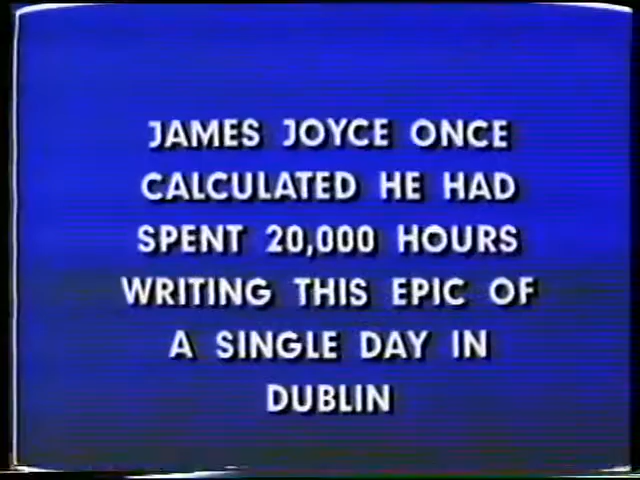 JAMES JOYCE ONCE
CALCULATED HE HAD
SPENT 20,000 HOURS
WRITING THIS EPIC OF
A SINGLE DAY IN
DUBLIN